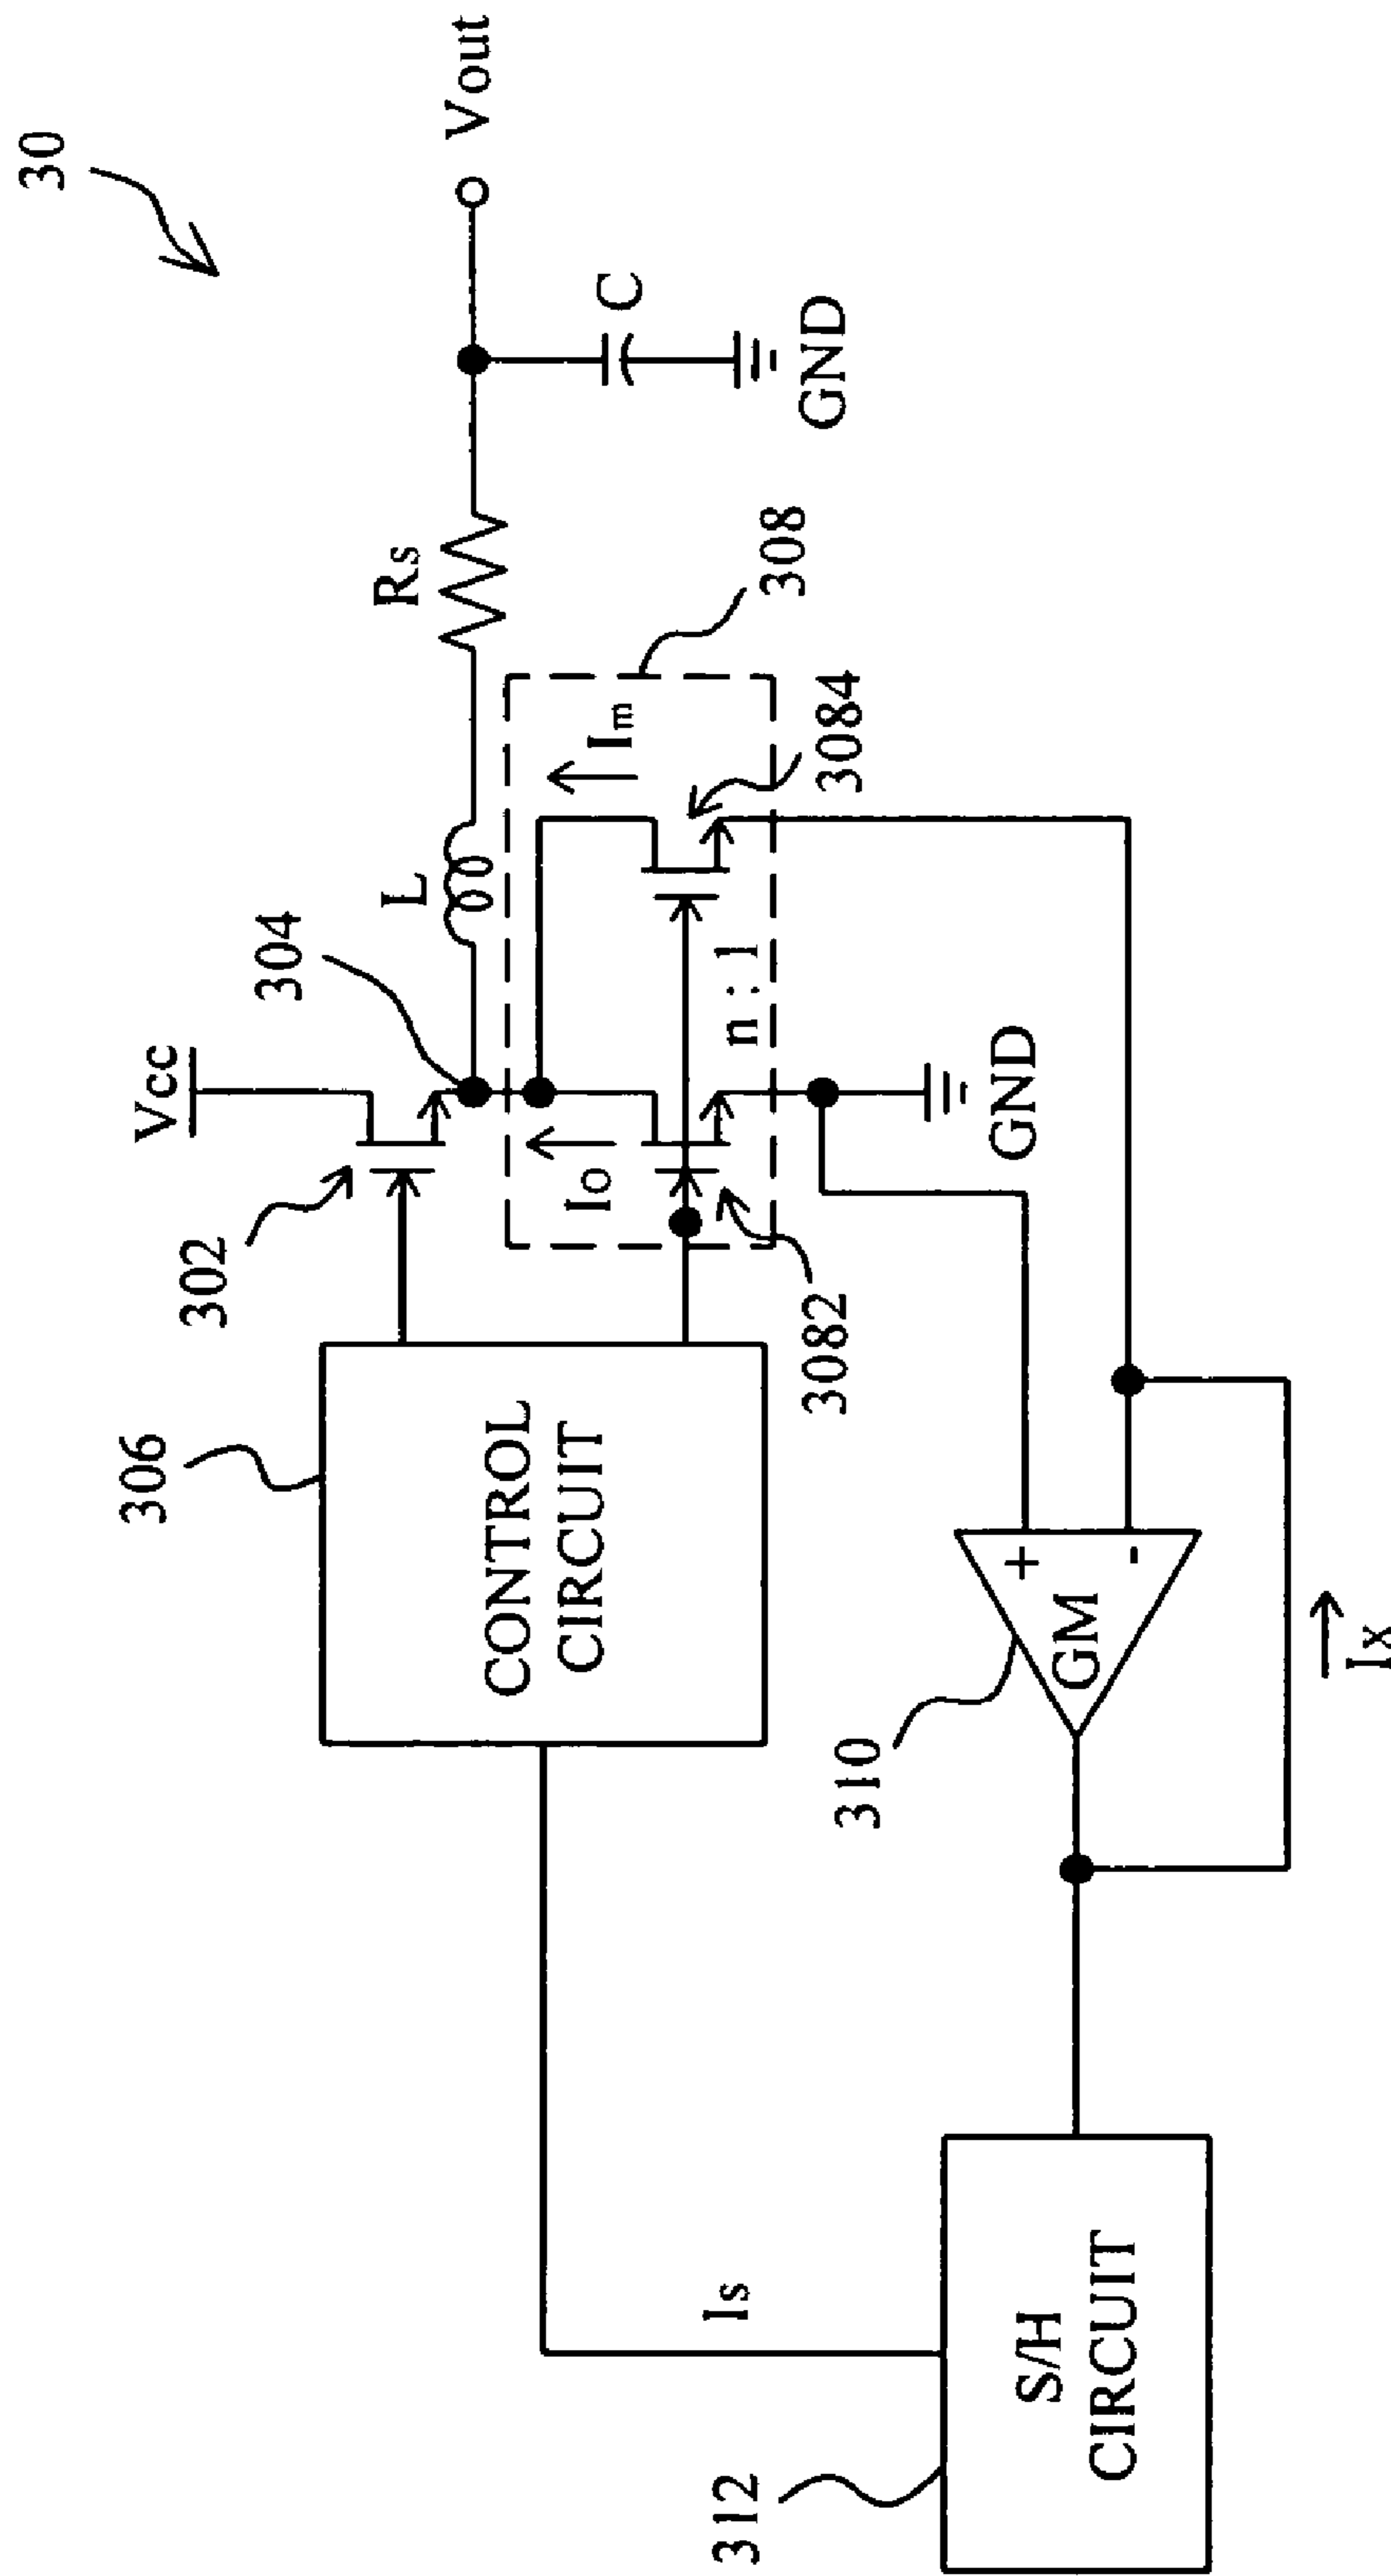 30
Vcc
304
302
L
Rs
Vout
C
GND
306
CONTROL
CIRCUIT
Io
Im
308
n : 1
3082
3084
GND
310
+
-
GM
Ix
Is
312
S/H
CIRCUIT